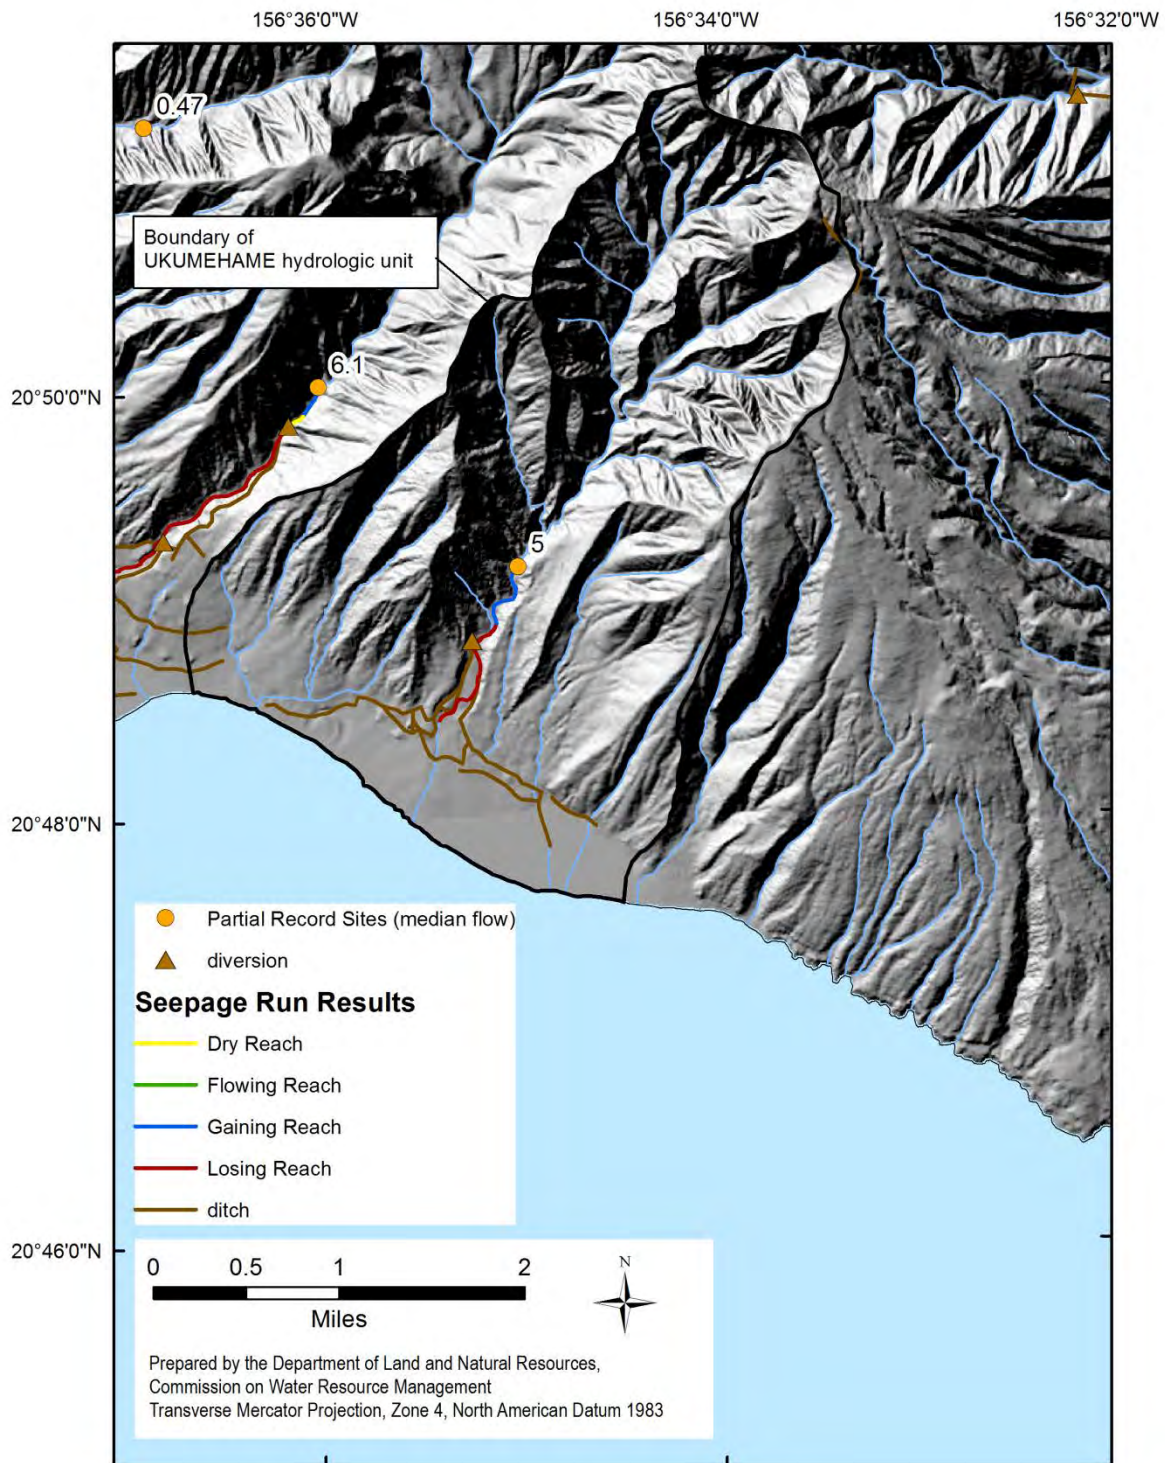 156°36'0"W
156°34'0"W
156°32'0"W
0.47
Boundary of
UKUMEHAME hydrologic unit
6.1
20°50'0"N
5
20°48'0"N
Partial Record Sites (median flow)
diversion
Seepage Run Results
Dry Reach
Flowing Reach
Gaining Reach
Losing Reach
ditch
20°46'0"N
0 0.5 1 2
Miles
N
Prepared by the Department of Land and Natural Resources,
Commission on Water Resource Management
Transverse Mercator Projection, Zone 4, North American Datum 1983